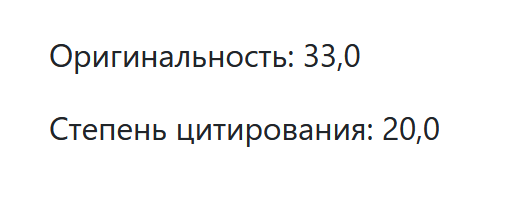 Оригинальность: 33,0
Степень цитирования: 20,0